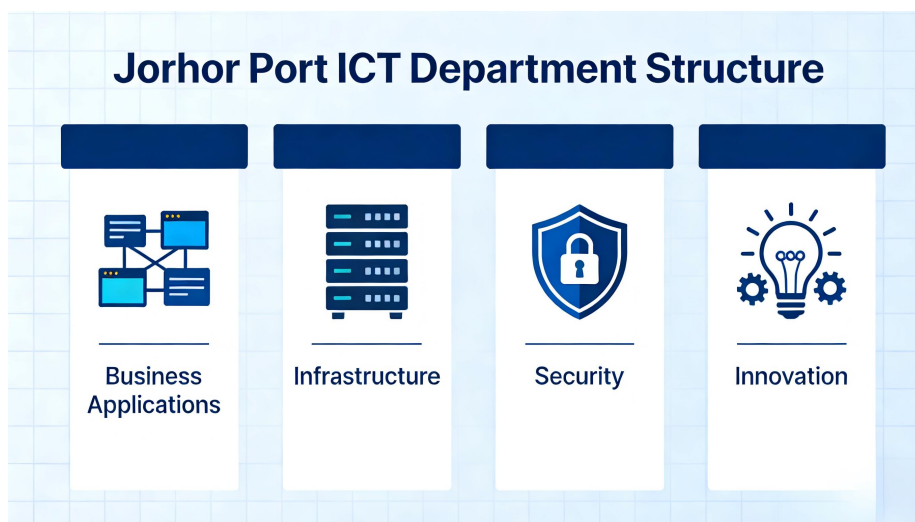 Jorhor Port ICT Department Structure
Business
Applications
Infrastructure
Security
Innovation